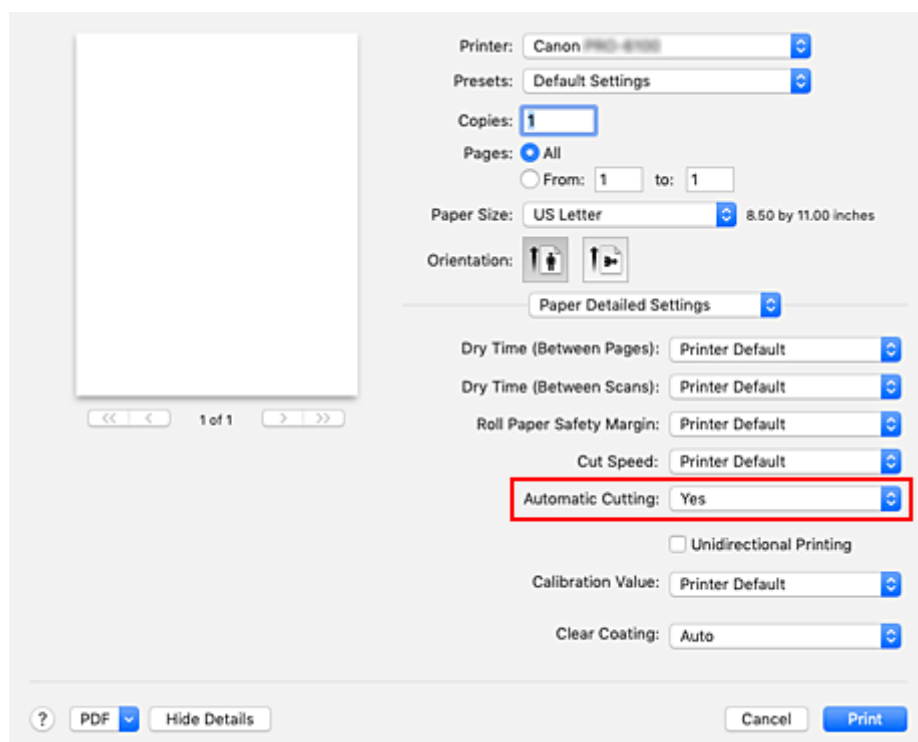 Printer: Canon
Presets: Default Settings
Copies: 1
Pages: All
From: 1 to: 1
Paper Size: US Letter 8.50 by 11.00 inches
Orientation:
Paper Detailed Settings
Dry Time (Between Pages): Printer Default
Dry Time (Between Scans): Printer Default
1 of 1
Roll Paper Safety Margin: Printer Default
Cut Speed: Printer Default
Automatic Cutting: Yes
Unidirectional Printing
Calibration Value: Printer Default
Clear Coating: Auto
? PDF Hide Details Cancel Print